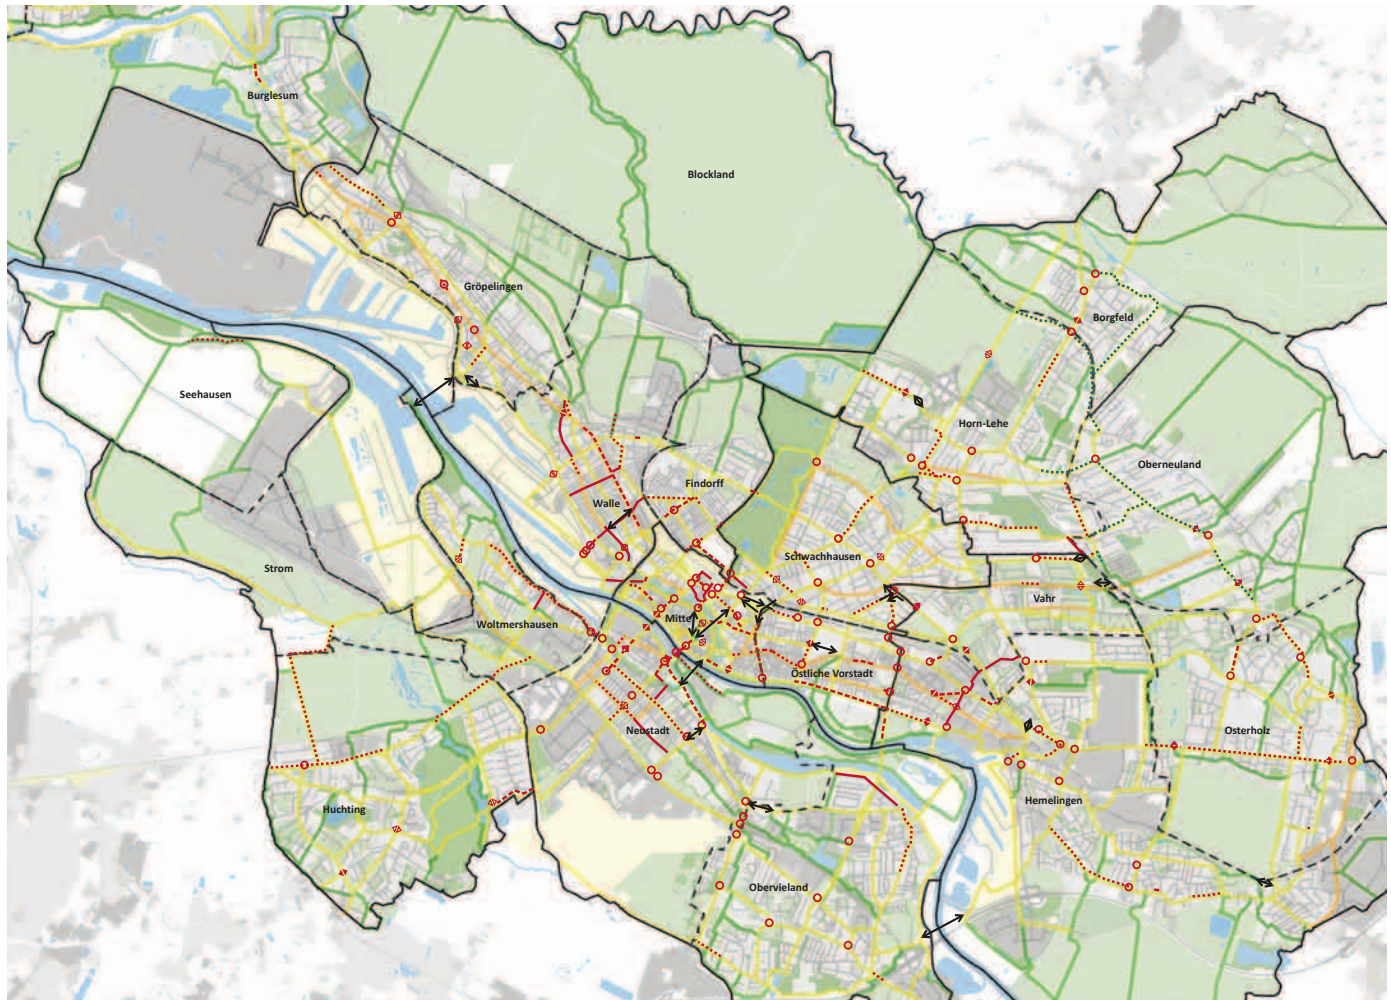 Burglesum
Blockland
Gröpelingen
Borgfeld
Seehausen
Horn-Lehe
Oberneuland
Findorff
Walle
Schwachhausen
Strom
Vahr
Woltmershausen
Mitte
Östliche Vorstadt
Neustadt
Osterholz
Hemelingen
Huchting
Obervieland